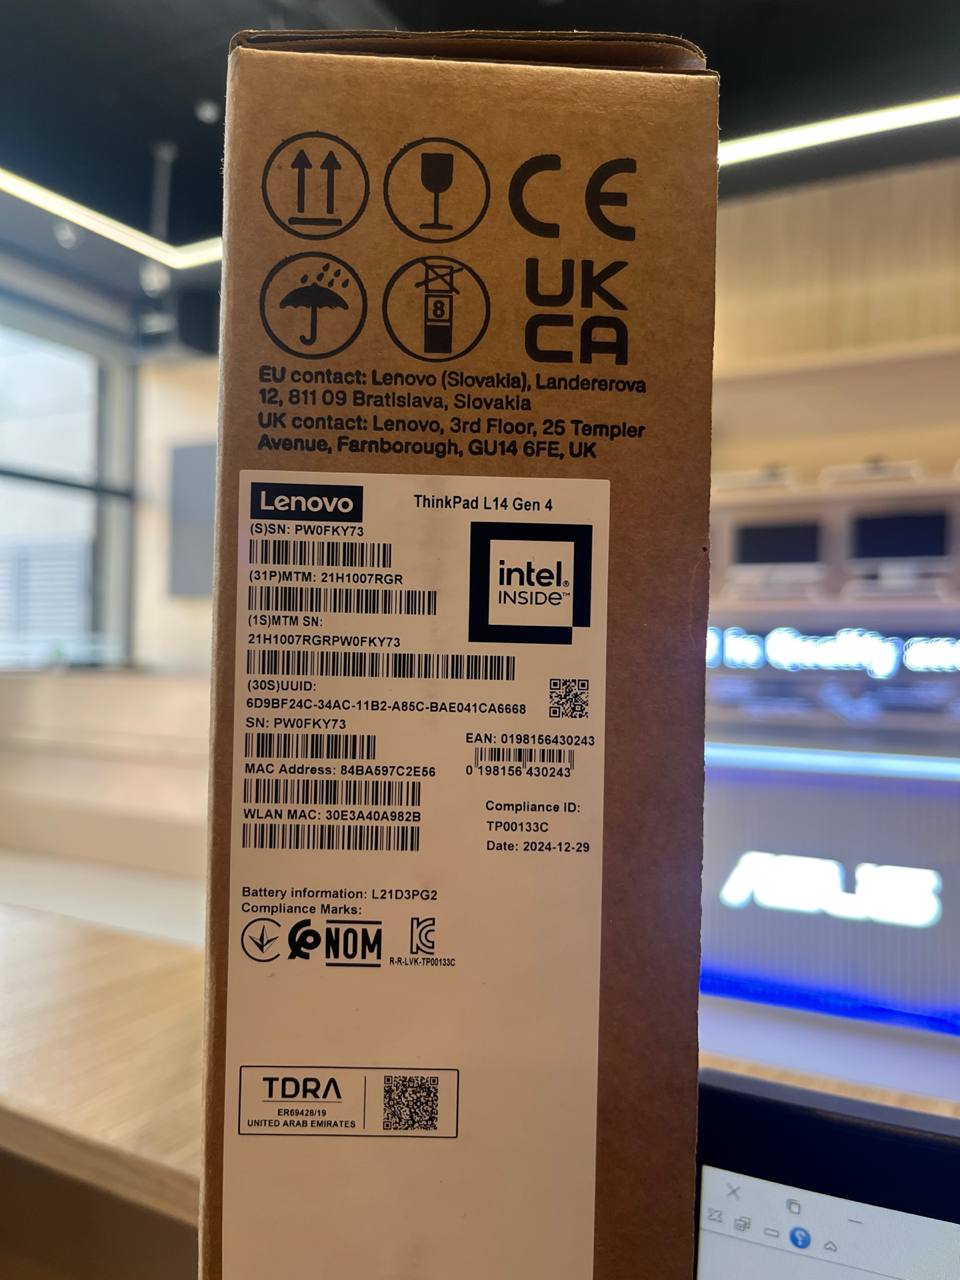 CE
8
UK
CA
EU contact: Lenovo (Slovakia), Landererova
12, 811 09 Bratislava, Slovakia
UK contact: Lenovo, 3rd Floor, 25 Templer
Avenue, Farnborough, GU14 6FE, UK
Lenovo
ThinkPad L14 Gen 4
(S)SN: PW0FKY73
(31P)MTM: 21H1007RGR
intel.
INSIDE™
(1S)MTM SN:
21H1007RGRPW0FKY73
(30S)UUID:
6D9BF24C-34AC-11B2-A85C-BAE041CA6668
SN: PW0FKY73
EAN: 0198156430243
0 198156 430243
MAC Address: 84BA597C2E56
WLAN MAC: 30E3A40A982B
Compliance ID:
TP00133C
Date: 2024-12-29
Battery information: L21D3PG2
Compliance Marks:
NOM
R-R-LVK-TP00133C
TDRA
ER69428/19
UNITED ARAB EMIRATES
in Quality
ASUS